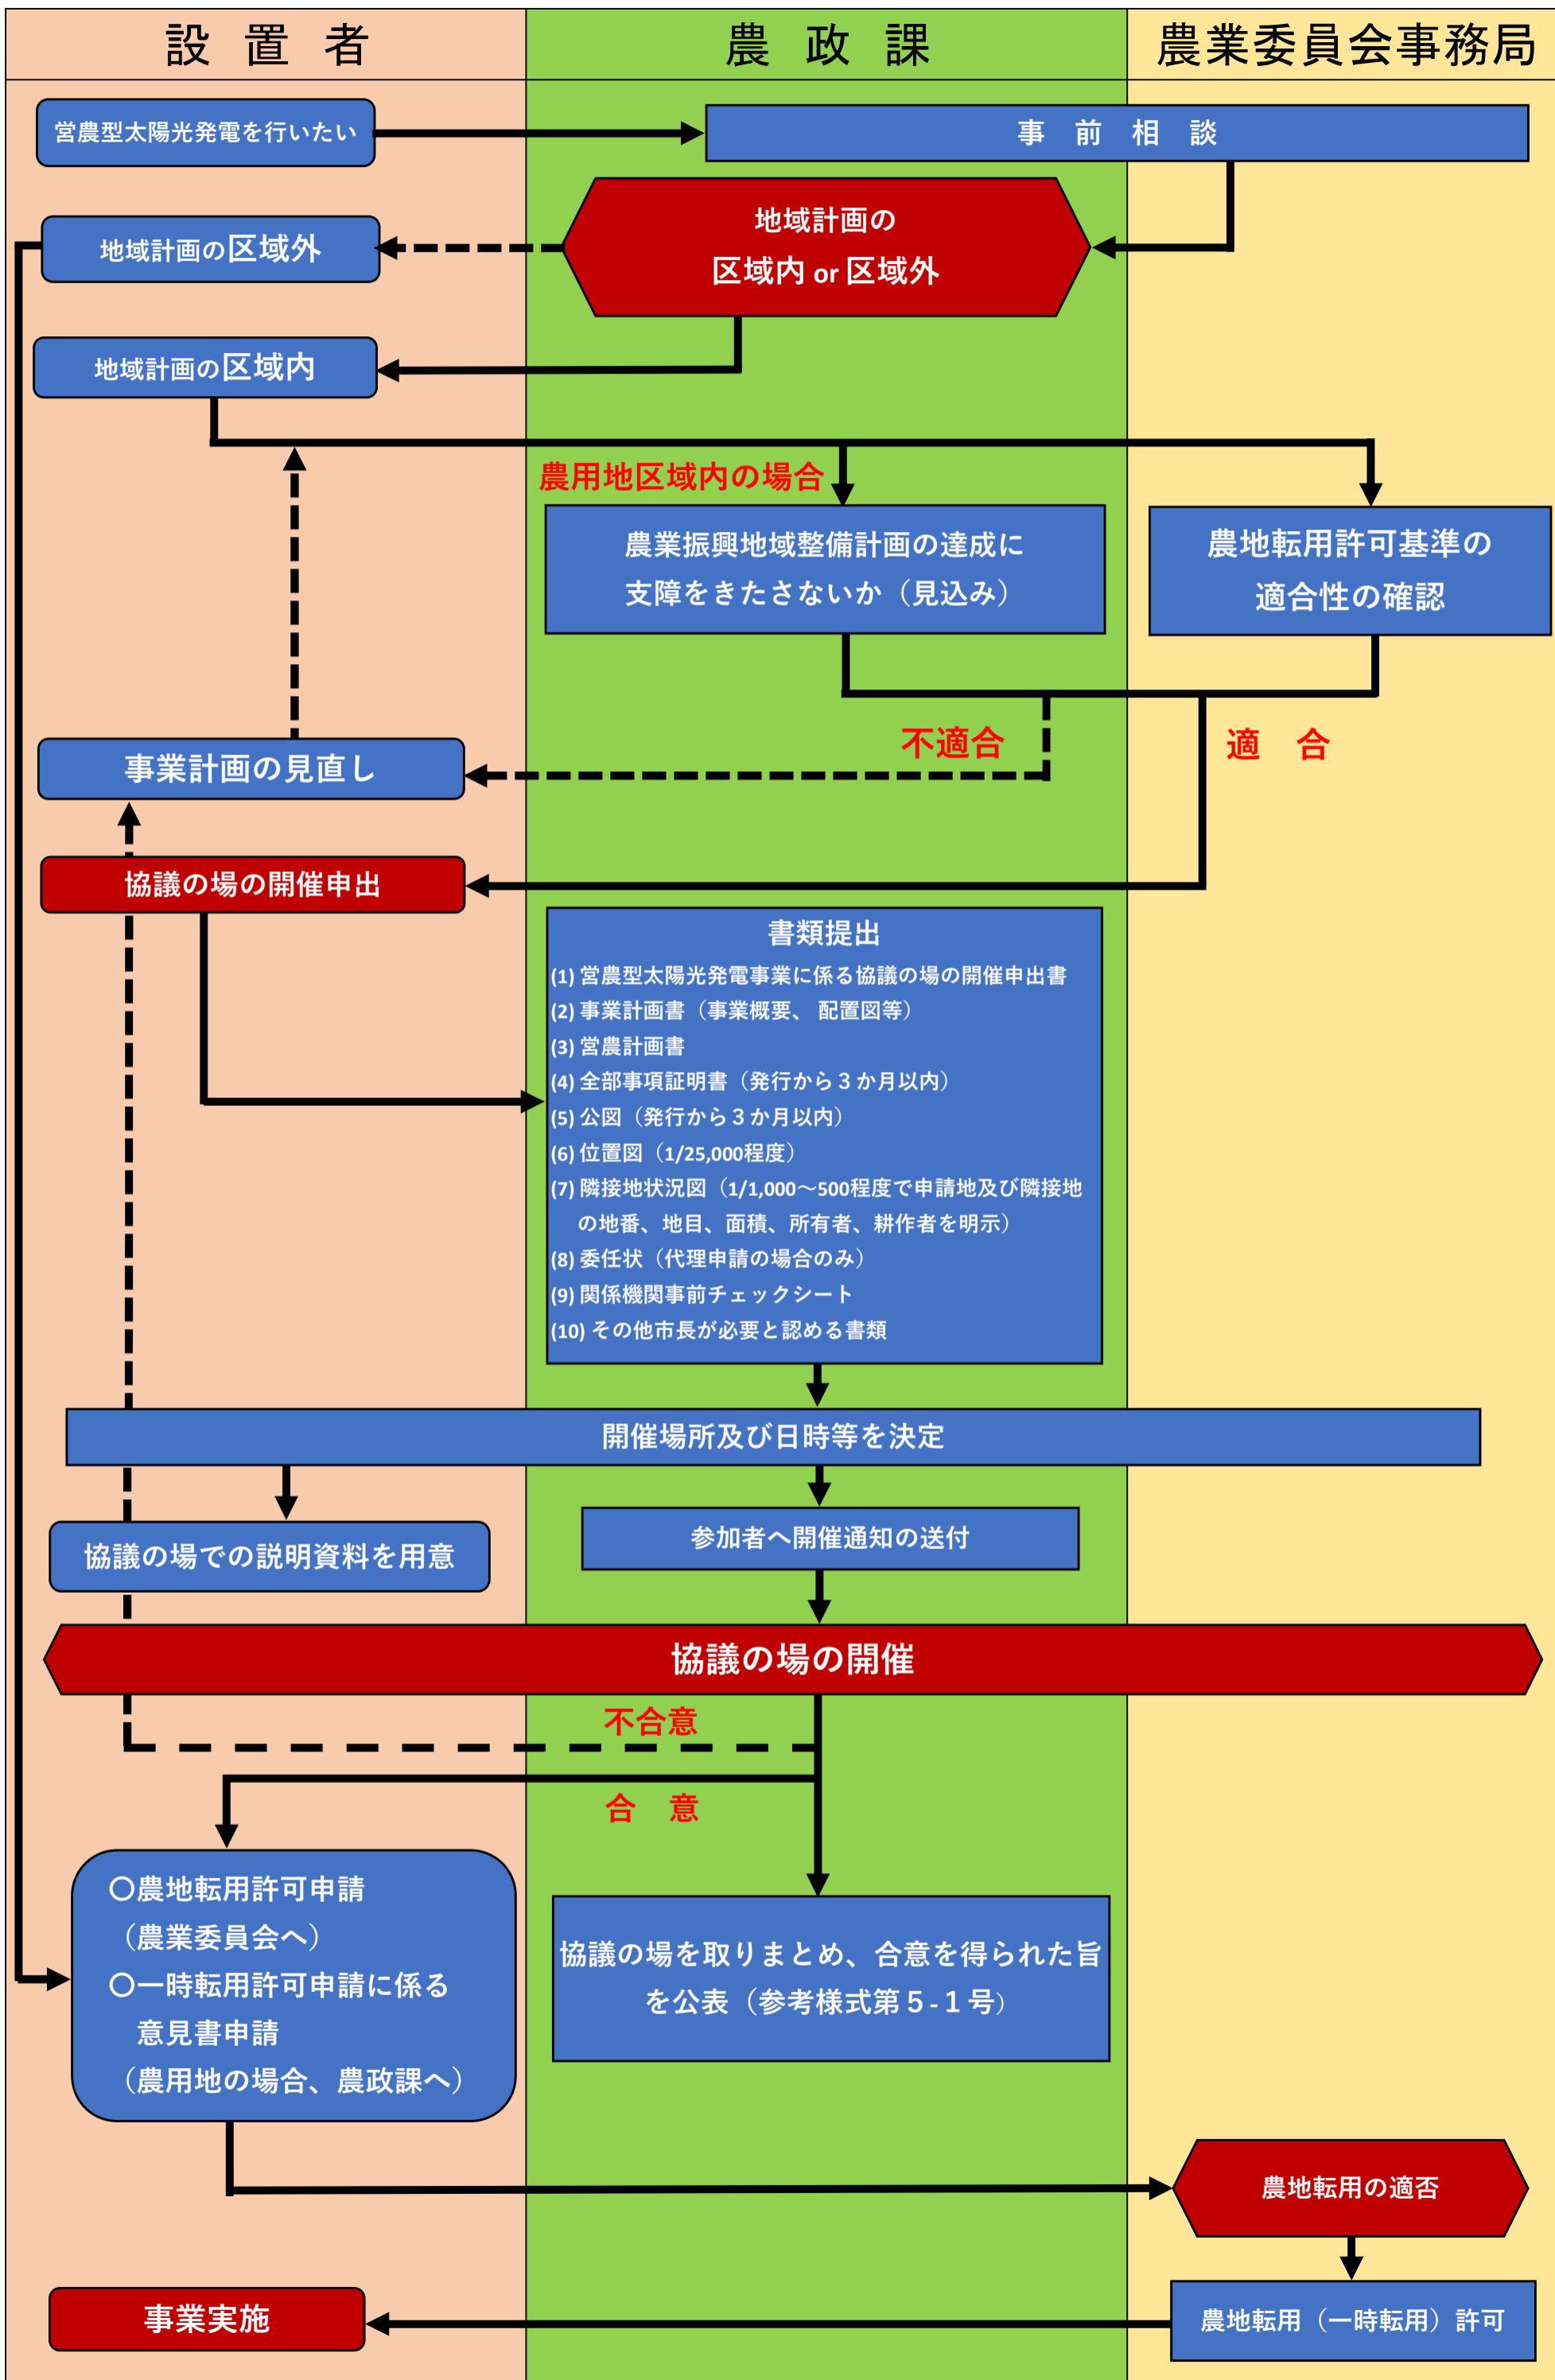 設 置 者
農 政 課
農業委員会事務局
営農型太陽光発電を行いたい
事 前 相 談
地域計画の
区域内 or 区域外
地域計画の区域外
地域計画の区域内
農用地区域内の場合
農業振興地域整備計画の達成に
支障をきたさないか（見込み）
農地転用許可基準の
適合性の確認
不適合
適 合
事業計画の見直し
協議の場の開催申出
書類提出
(1) 営農型太陽光発電事業に係る協議の場の開催申出書
(2) 事業計画書（事業概要、 配置図等）
(3) 営農計画書
(4) 全部事項証明書（発行から３か月以内）
(5) 公図（発行から３か月以内）
(6) 位置図（1/25,000程度）
(7) 隣接地状況図（1/1,000～500程度で申請地及び隣接地
の地番、地目、面積、所有者、耕作者を明示）
(8) 委任状（代理申請の場合のみ）
(9) 関係機関事前チェックシート
(10) その他市長が必要と認める書類
開催場所及び日時等を決定
協議の場での説明資料を用意
参加者へ開催通知の送付
協議の場の開催
不合意
合 意
〇農地転用許可申請
（農業委員会へ）
〇一時転用許可申請に係る
意見書申請
（農用地の場合、農政課へ）
協議の場を取りまとめ、合意を得られた旨
を公表（参考様式第５-１号）
農地転用の適否
農地転用（一時転用）許可
事業実施